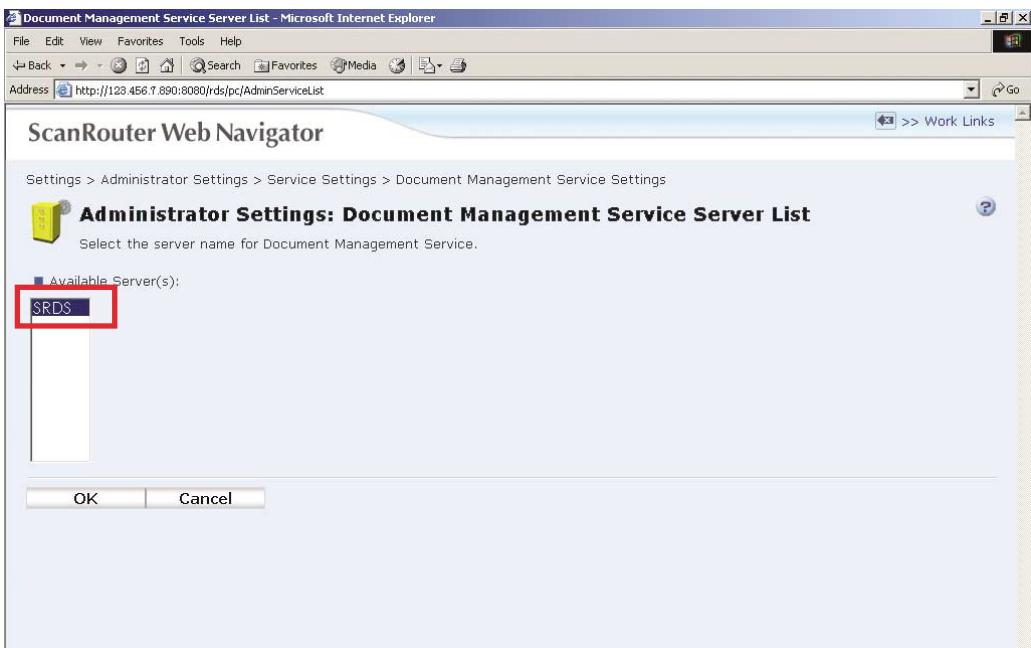 Document Management Service Server List - Microsoft Internet Explorer
File Edit View Favorites Tools Help
Back Search Favorites Media
Address http://123.456.7.890:8080/rds/pc/AdminServiceList Go
ScanRouter Web Navigator
>> Work Links
Settings > Administrator Settings > Service Settings > Document Management Service Settings
Administrator Settings: Document Management Service Server List
?
Select the server name for Document Management Service.
Available Server(s):
SRDS
OK Cancel